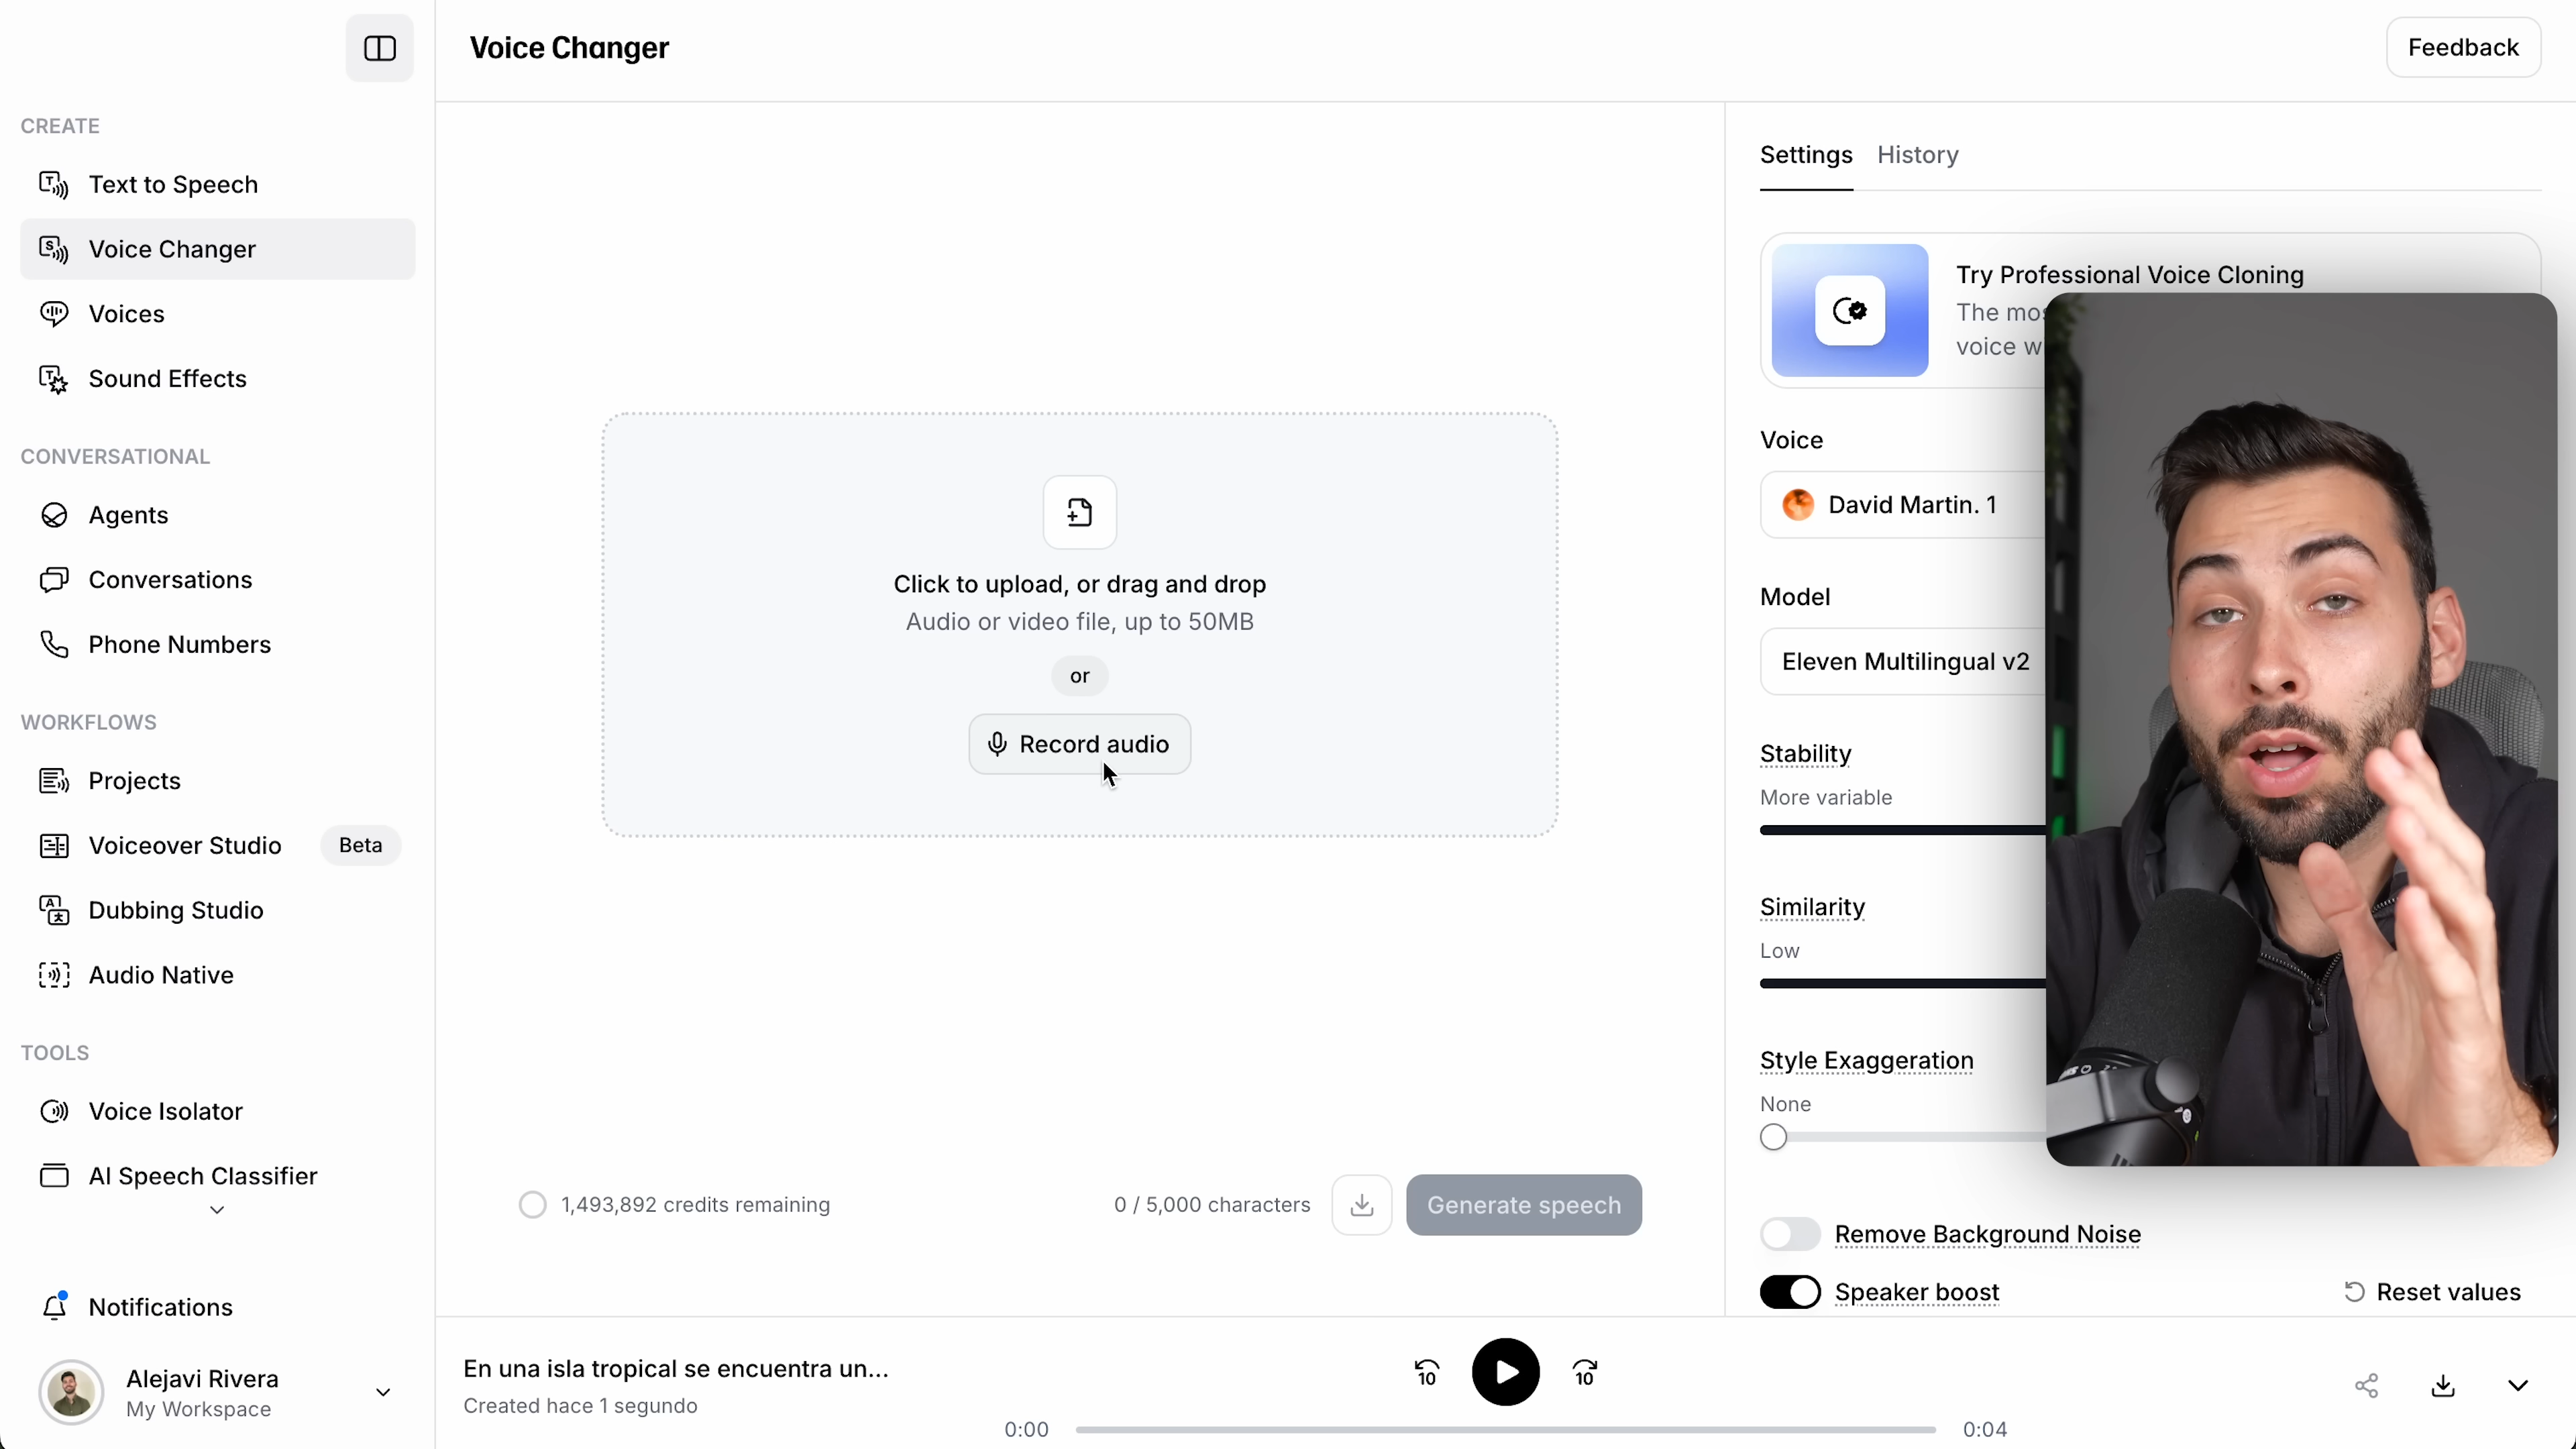 Voice Changer
Feedback
CREATE
Text to Speech
Voice Changer
Voices
Sound Effects
CONVERSATIONAL
Agents
Conversations
Phone Numbers
WORKFLOWS
Projects
Voiceover Studio Beta
Dubbing Studio
Audio Native
TOOLS
Voice Isolator
AI Speech Classifier
Notifications
Alejavi Rivera
My Workspace
Click to upload, or drag and drop
Audio or video file, up to 50MB
or
Record audio
1,493,892 credits remaining
0 / 5,000 characters
Generate speech
Settings History
Try Professional Voice Cloning
The
voice
Voice
David Martin. 1
Model
Eleven Multilingual v2
Stability
More variable
Similarity
Low
Style Exaggeration
None
Remove Background Noise
Speaker boost
Reset values
En una isla tropical se encuentra un...
Created hace 1 segundo
10
10
0:00
0:04